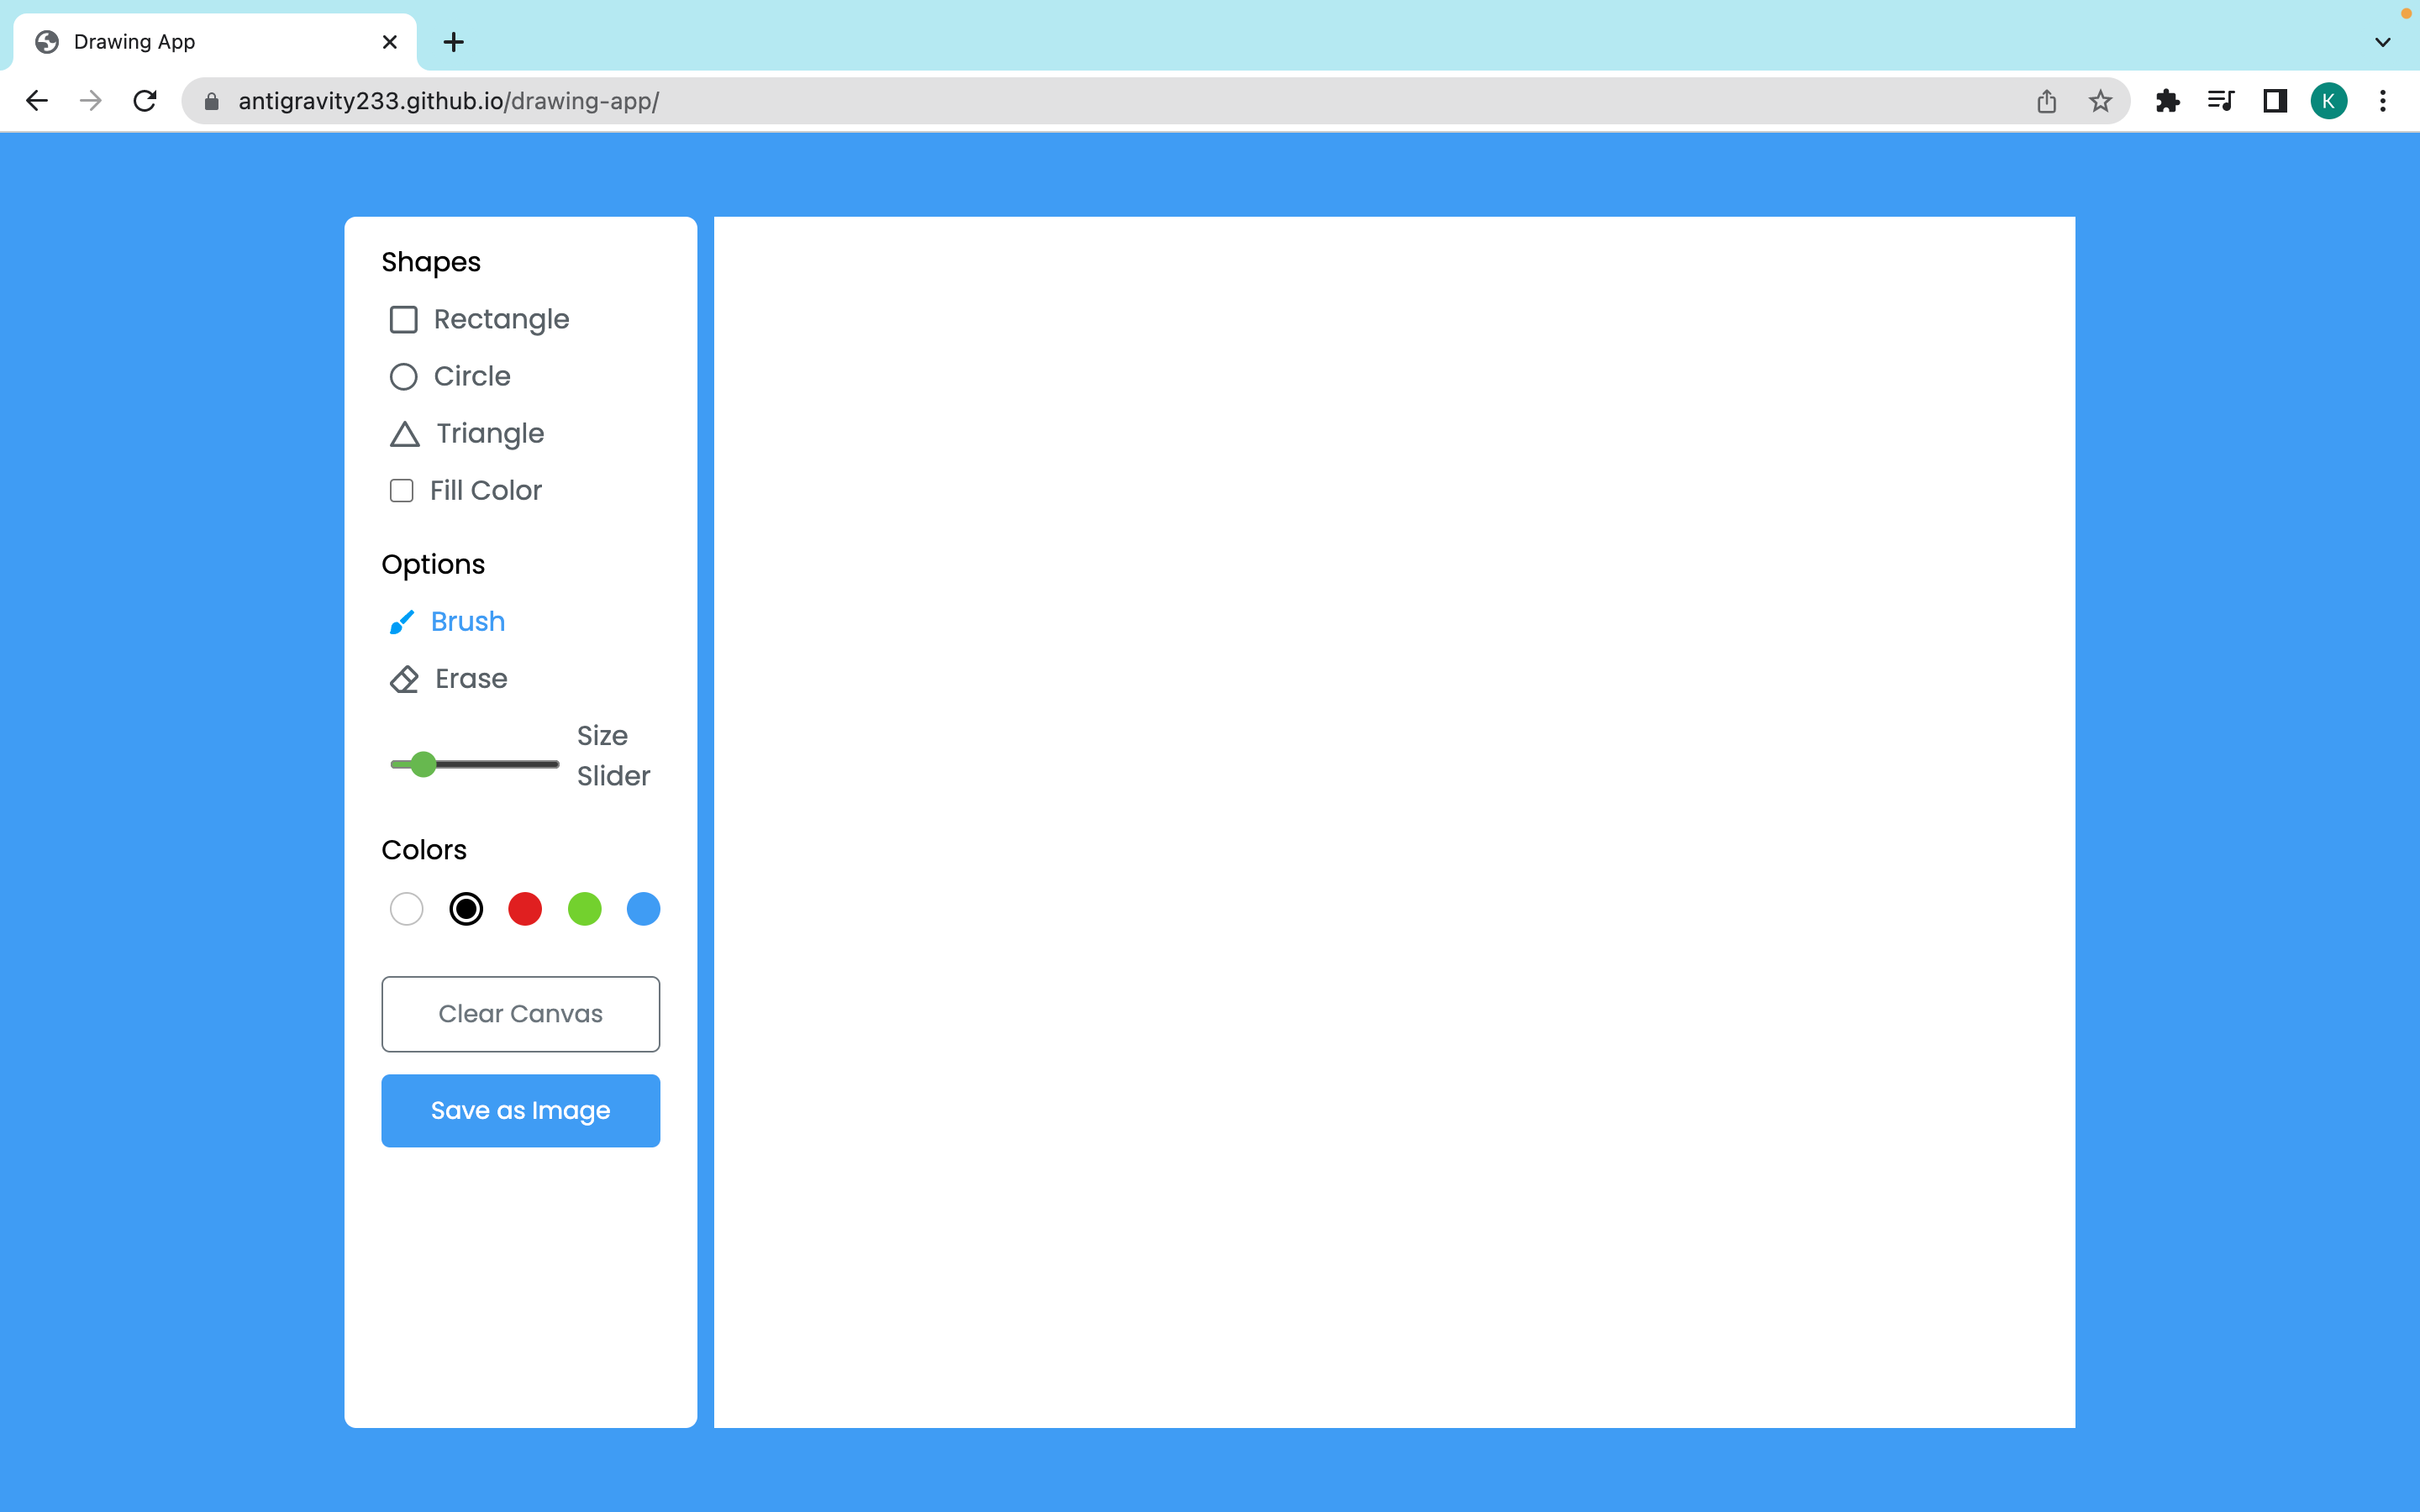 Drawing App
antigravity233.github.io/drawing-app/
K
Shapes
Rectangle
Circle
Triangle
Fill Color
Options
Brush
Erase
Size
Slider
Colors
Clear Canvas
Save as Image